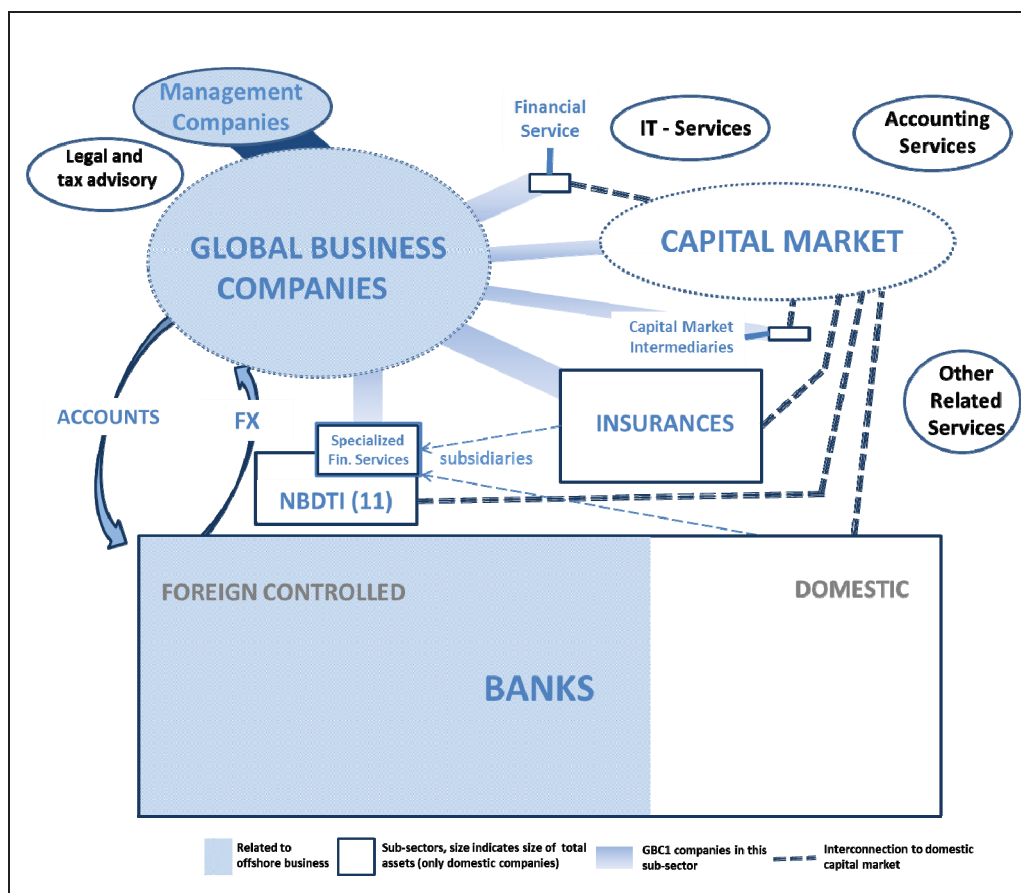 Management
Companies
Financial
Service
IT - Services
Accounting
Services
Legal and
tax advisory
GLOBAL BUSINESS
COMPANIES
CAPITAL MARKET
Capital Market
Intermediaries
ACCOUNTS
FX
INSURANCES
Other
Related
Services
Specialized
Fin. Services
subsidiaries
NBDTI (11)
FOREIGN CONTROLLED
DOMESTIC
BANKS
Related to
offshore business
Sub-sectors, size indicates size of total
assets (only domestic companies)
GBC1 companies in this
sub-sector
Interconnection to domestic
capital market